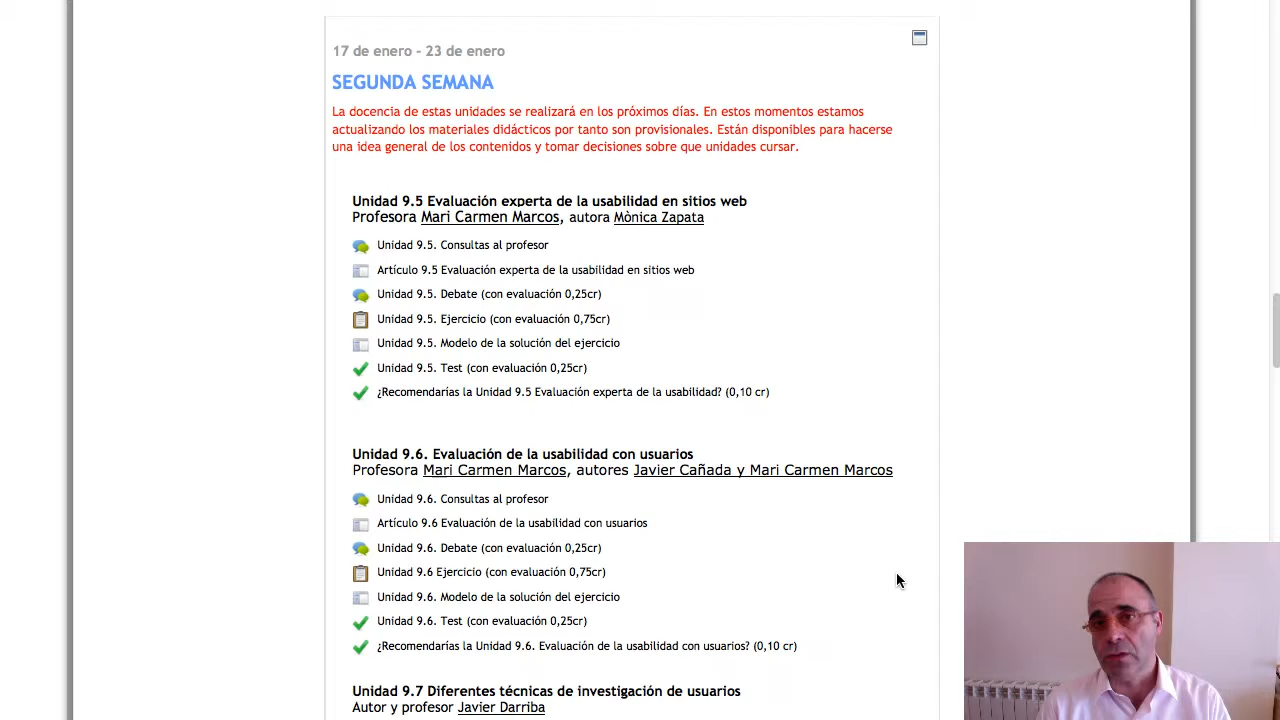 17 de enero - 23 de enero
SEGUNDA SEMANA
La docencia de estas unidades se realizará en los próximos días. En estos momentos estamos
actualizando los materiales didácticos por tanto son provisionales. Están disponibles para hacerse
una idea general de los contenidos y tomar decisiones sobre que unidades cursar.
Unidad 9.5 Evaluación experta de la usabilidad en sitios web
Profesora Mari Carmen Marcos, autora Mònica Zapata
Unidad 9.5. Consultas al profesor
Artículo 9.5 Evaluación experta de la usabilidad en sitios web
Unidad 9.5. Debate (con evaluación 0,25cr)
Unidad 9.5. Ejercicio (con evaluación 0,75cr)
Unidad 9.5. Modelo de la solución del ejercicio
Unidad 9.5. Test (con evaluación 0,25cr)
¿Recomendarías la Unidad 9.5 Evaluación experta de la usabilidad? (0,10 cr)
Unidad 9.6. Evaluación de la usabilidad con usuarios
Profesora Mari Carmen Marcos, autores Javier Cañada y Mari Carmen Marcos
Unidad 9.6. Consultas al profesor
Artículo 9.6 Evaluación de la usabilidad con usuarios
Unidad 9.6. Debate (con evaluación 0,25cr)
Unidad 9.6 Ejercicio (con evaluación 0,75cr)
Unidad 9.6. Modelo de la solución del ejercicio
Unidad 9.6. Test (con evaluación 0,25cr)
¿Recomendarías la Unidad 9.6. Evaluación de la usabilidad con usuarios? (0,10 cr)
Unidad 9.7 Diferentes técnicas de investigación de usuarios
Autor y profesor Javier Darriba